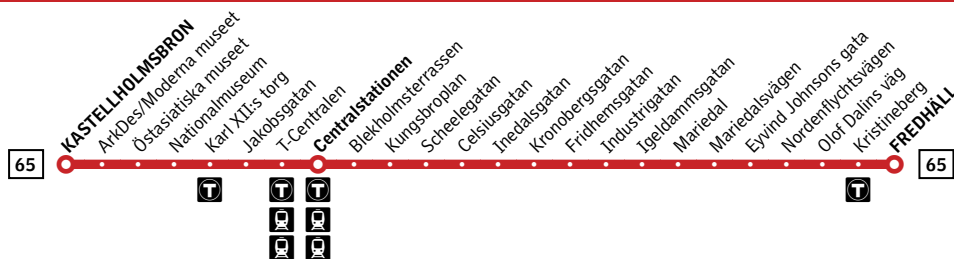 65
KASTELLHOLMSBRON
ArkDes/Moderna museet
Östasiatiska museet
Nationalmuseum
Karl XII:s torg
Jakobsgatan
T-Centralen
Centralstationen
Blekholmsterrassen
Kungsbroplan
Scheelegatan
Celsiusgatan
Inedalsgatan
Kronobergsgatan
Fridhemsgatan
Industrigatan
Igeldammsgatan
Mariedal
Mariedalsvägen
Eyvind Johnsons gata
Nordenflychtsvägen
Olof Dalins väg
Kristineberg
FREDHÄLL
65
T
T
T
T